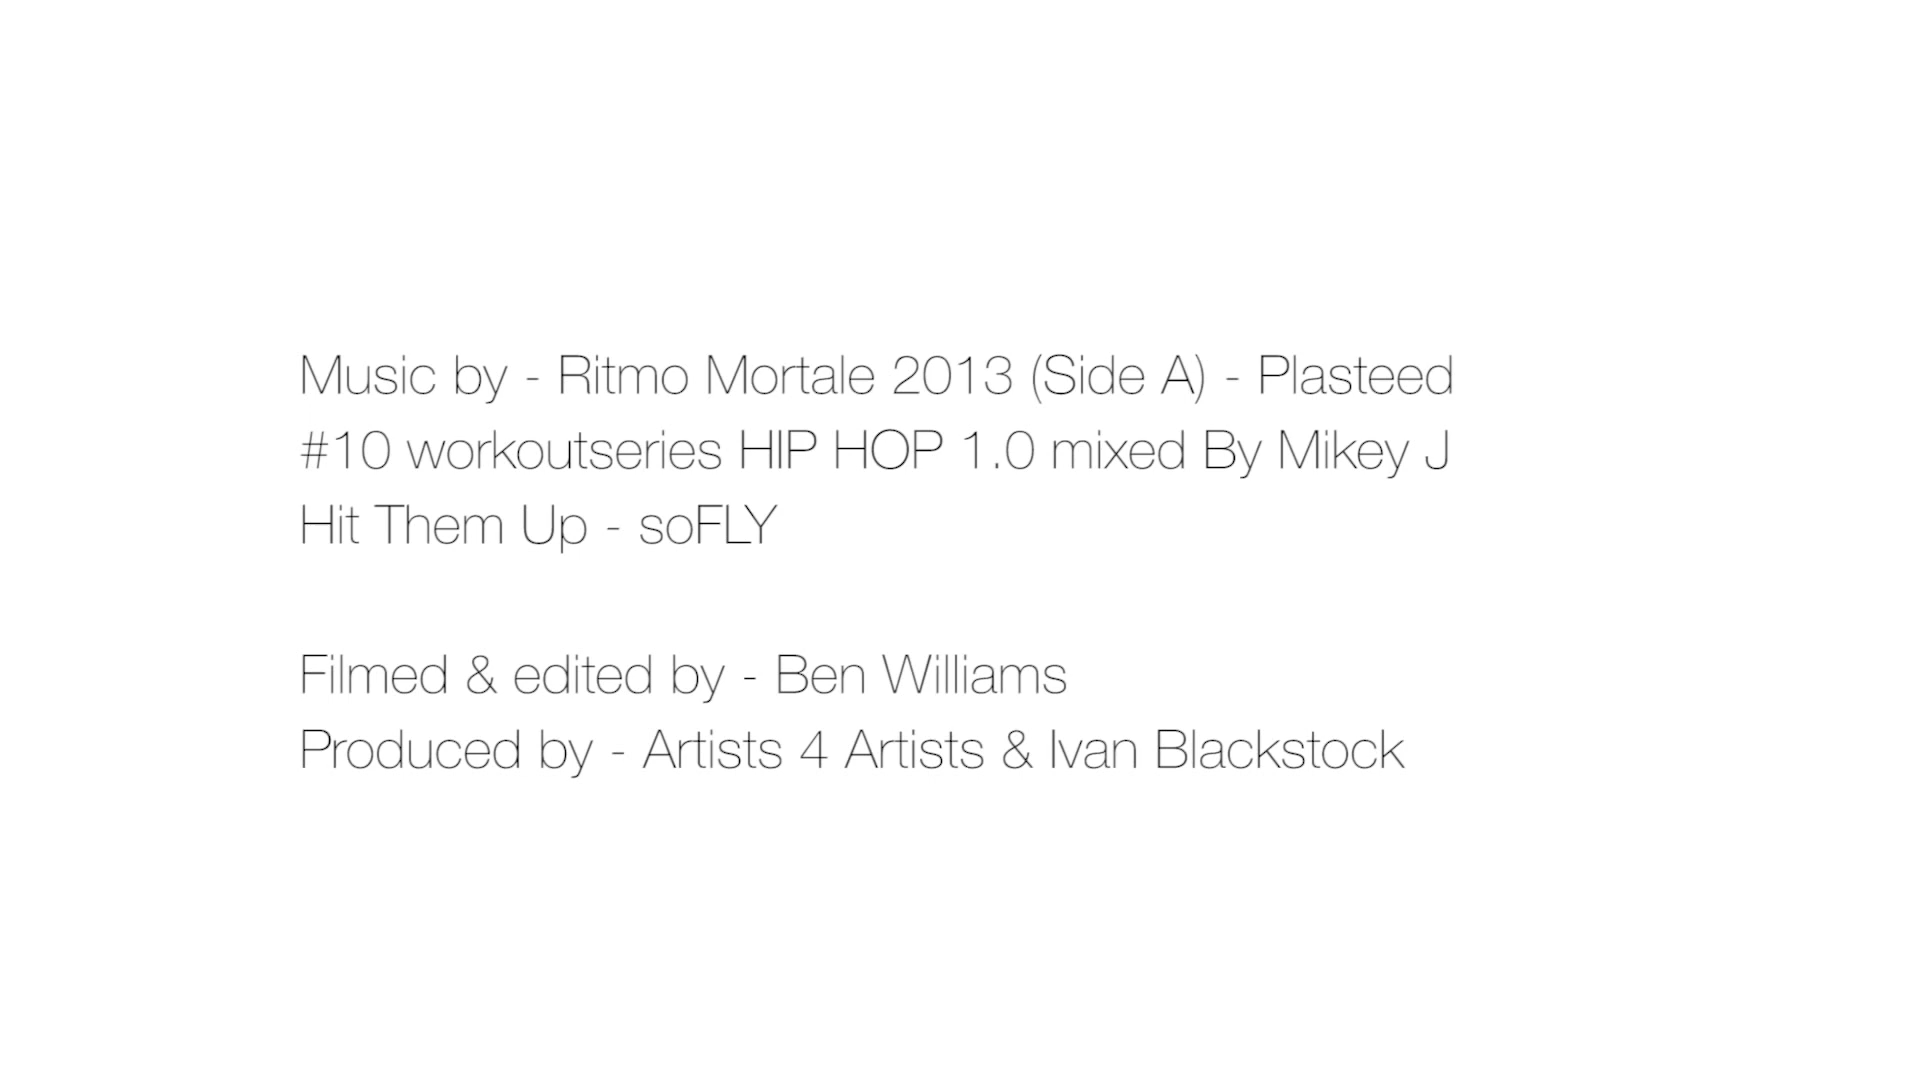 Music by - Ritmo Mortale 2013 (Side A) - Plasteed
#10 workoutseries HIP HOP 1.0 mixed By Mikey J
Hit Them Up - soFLY
Filmed & edited by - Ben Williams
Produced by - Artists 4 Artists & Ivan Blackstock